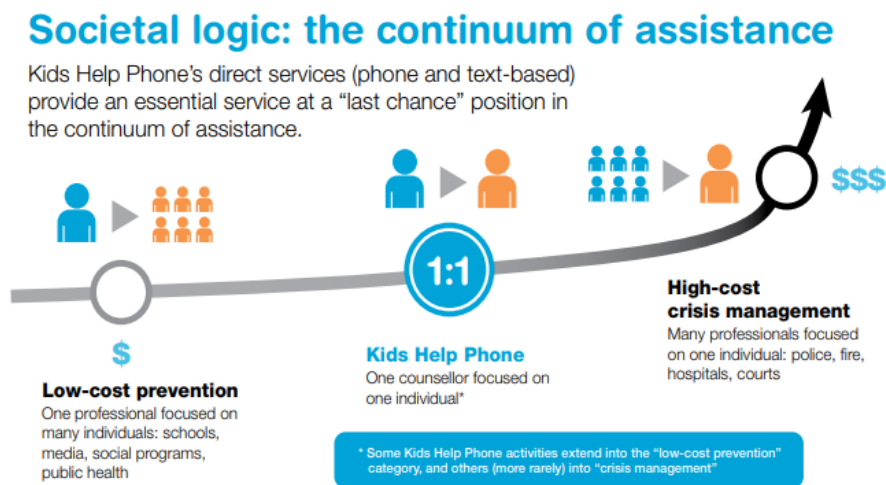 Societal logic: the continuum of assistance
Kids Help Phone’s direct services (phone and text-based)
provide an essential service at a “last chance” position in
the continuum of assistance.
$$$
1:1
$
Low-cost prevention
One professional focused on
many individuals: schools,
media, social programs,
public health
Kids Help Phone
One counsellor focused on
one individual*
High-cost
crisis management
Many professionals focused
on one individual: police, fire,
hospitals, courts
* Some Kids Help Phone activities extend into the “low-cost prevention”
category, and others (more rarely) into “crisis management”